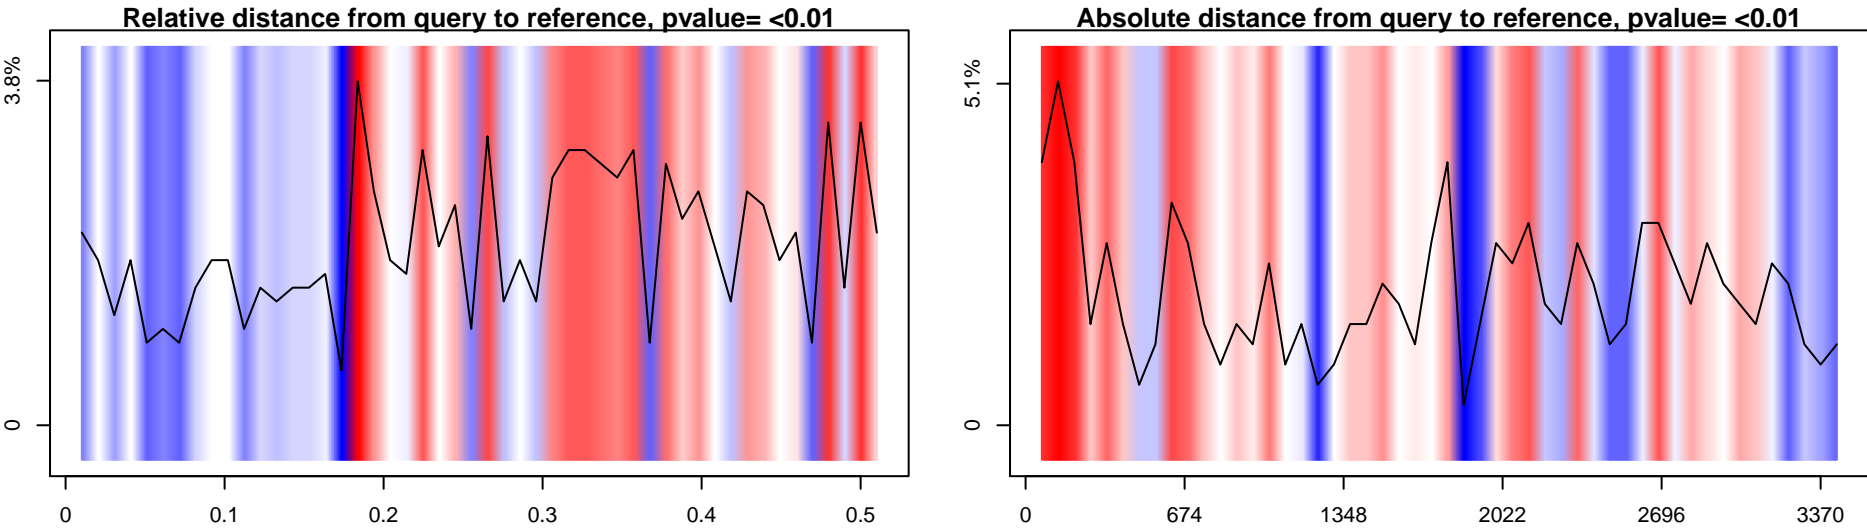 Relative distance from query to reference, pvalue= <0.01
3.8%
0
0 0.1 0.2 0.3 0.4 0.5
Absolute distance from query to reference, pvalue= <0.01
5.1%
0
0 674 1348 2022 2696 3370